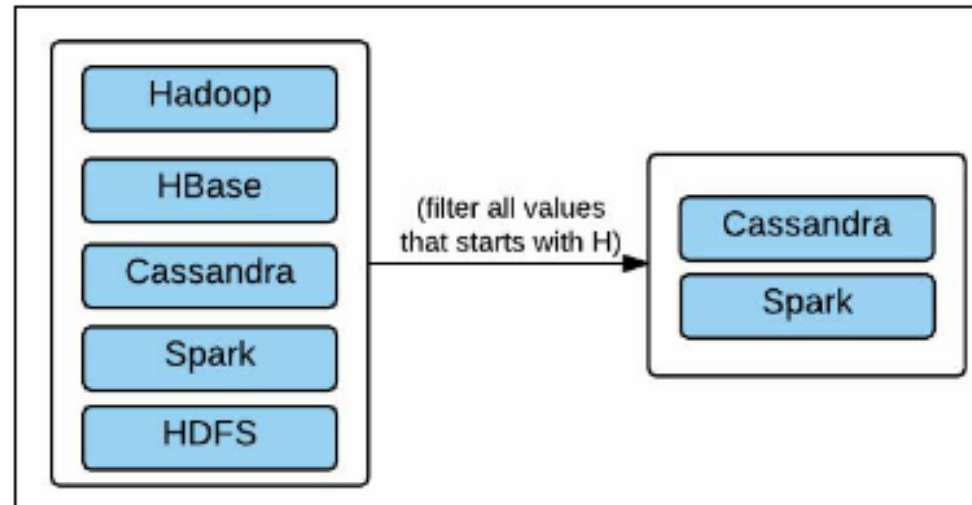 Hadoop
HBase
Cassandra
Spark
HDFS
(filter all values
that starts with H)
Cassandra
Spark